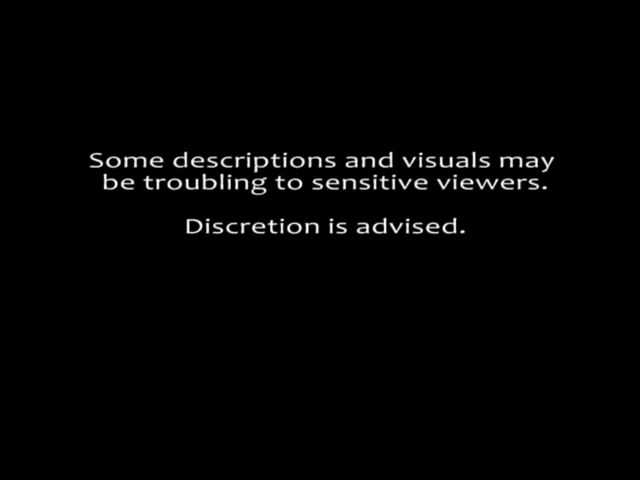 Some descriptions and visuals may
be troubling to sensitive viewers.
Discretion is advised.